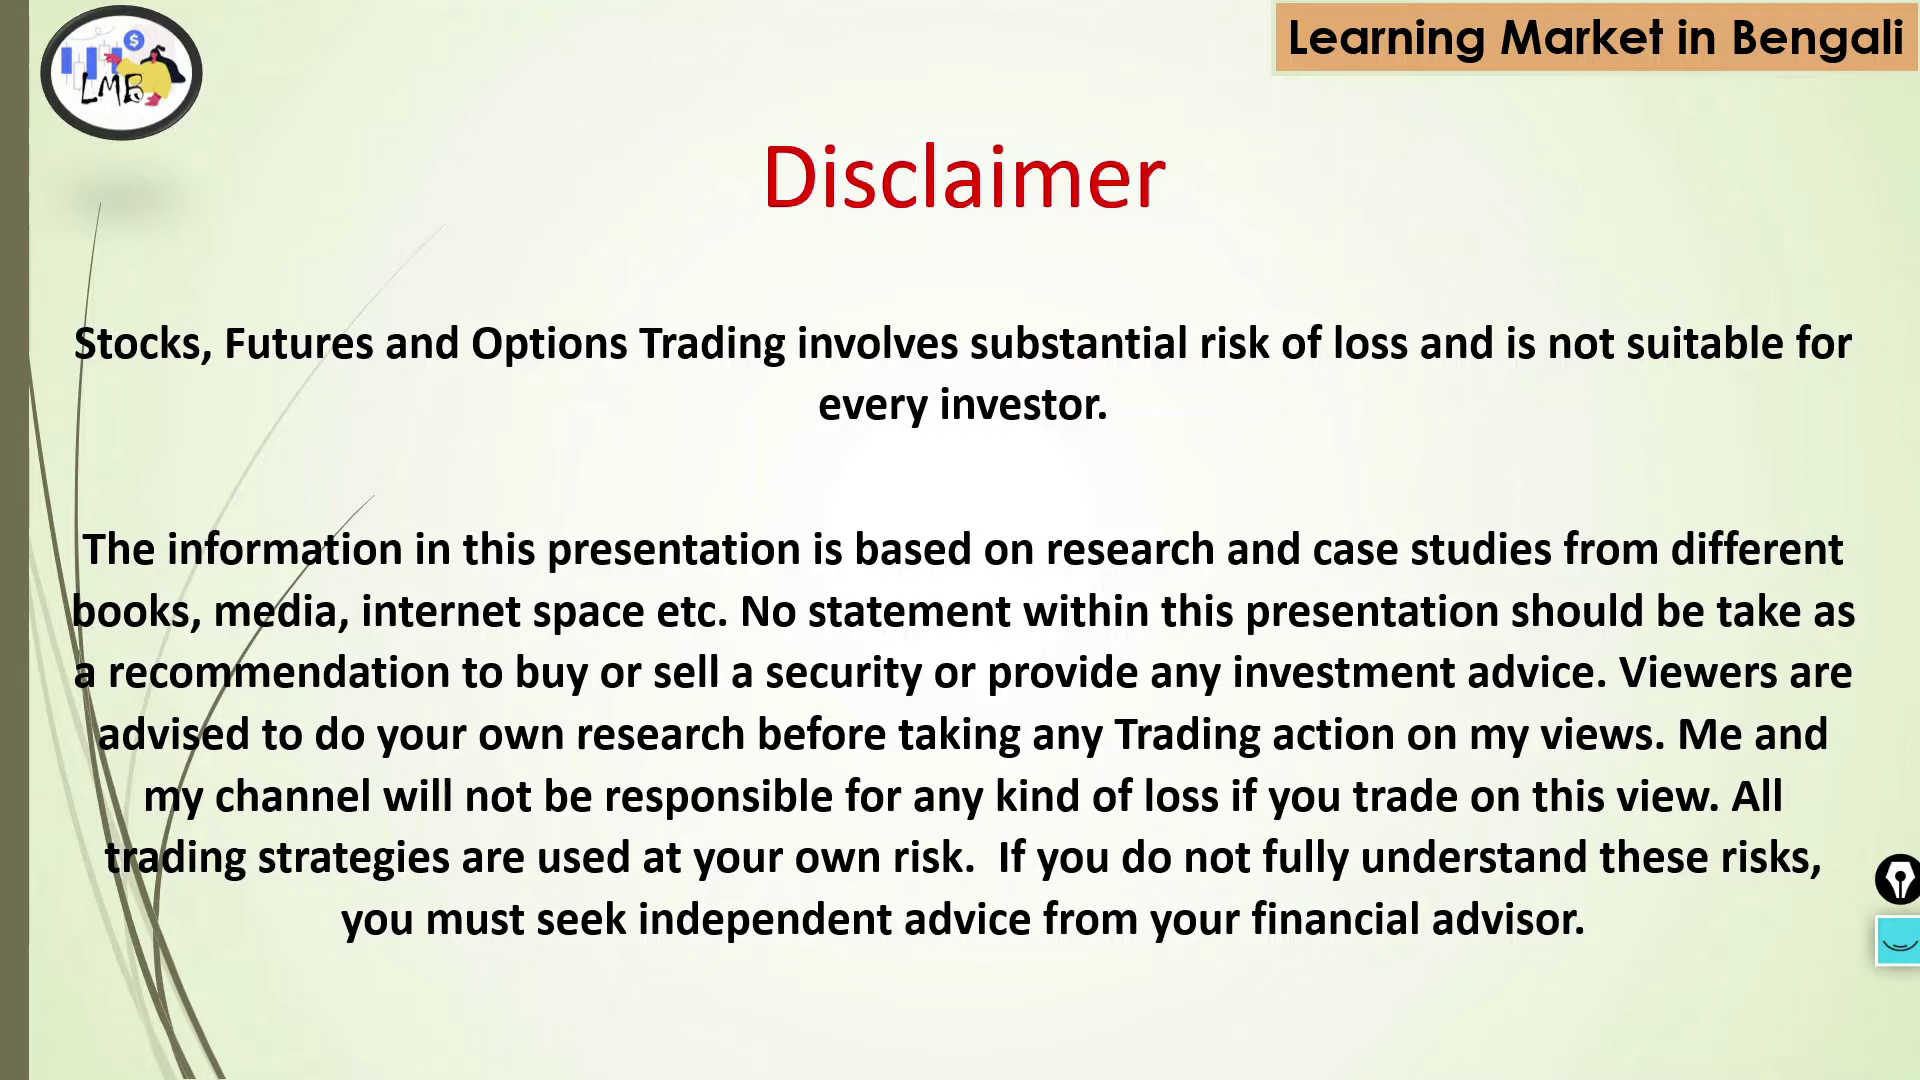 LMB
Learning Market in Bengali
Disclaimer
Stocks, Futures and Options Trading involves substantial risk of loss and is not suitable for
every investor.
The information in this presentation is based on research and case studies from different
books, media, internet space etc. No statement within this presentation should be take as
a recommendation to buy or sell a security or provide any investment advice. Viewers are
advised to do your own research before taking any Trading action on my views. Me and
my channel will not be responsible for any kind of loss if you trade on this view. All
trading strategies are used at your own risk.  If you do not fully understand these risks,
you must seek independent advice from your financial advisor.